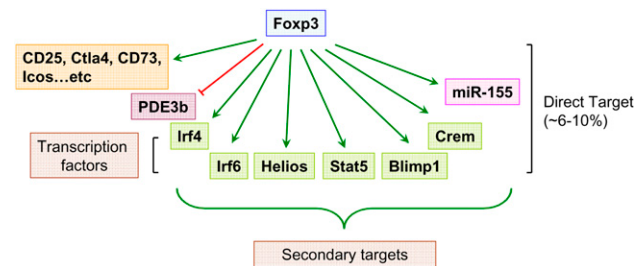 Foxp3
CD25, Ctla4, CD73,
Icos...etc
PDE3b
miR-155
Direct Target
(~6-10%)
Transcription
factors
Irf4
Irf6
Helios
Stat5
Blimp1
Crem
Secondary targets